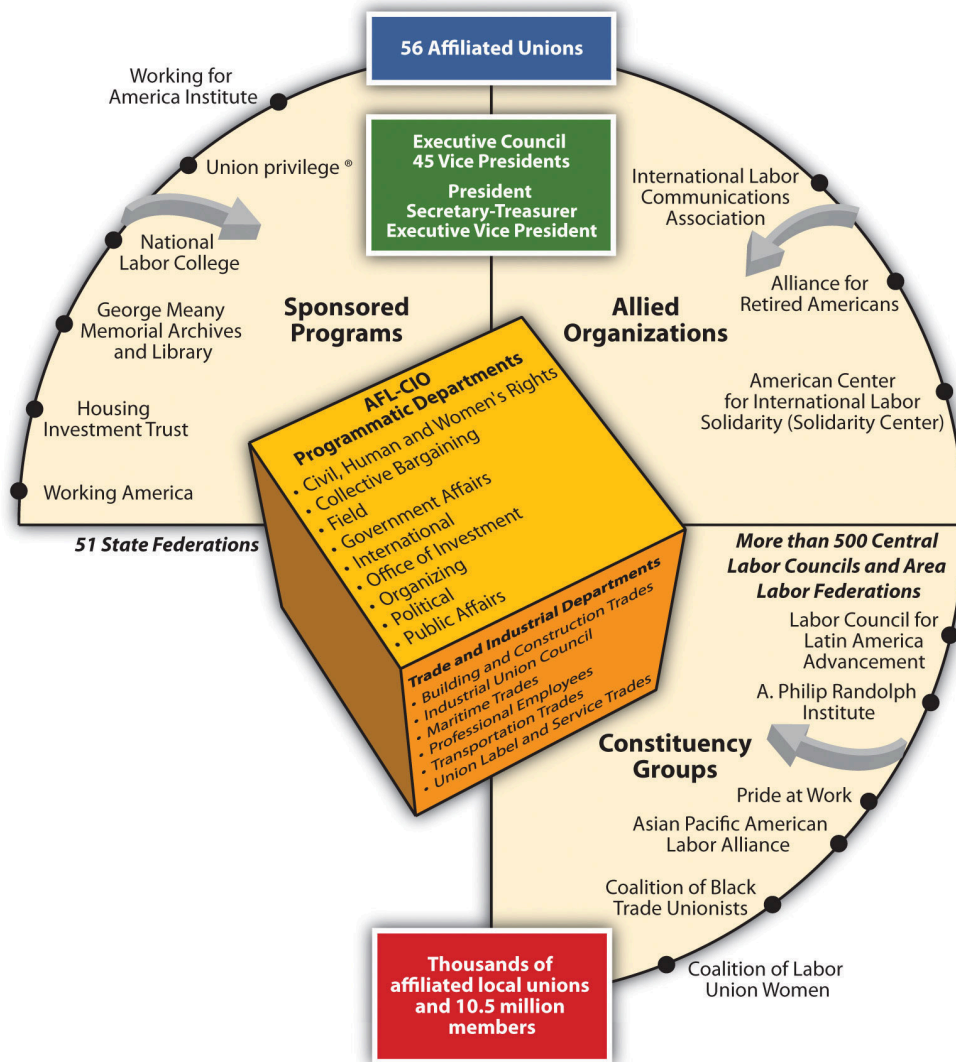 56 Affiliated Unions
Executive Council
45 Vice Presidents
President
Secretary-Treasurer
Executive Vice President
Working for
America Institute
Union privilege ®
National
Labor College
George Meany
Memorial Archives
and Library
Housing
Investment Trust
Working America
Sponsored
Programs
51 State Federations
International Labor
Communications
Association
Alliance for
Retired Americans
American Center
for International Labor
Solidarity (Solidarity Center)
Allied
Organizations
AFL-CIO
Programmatic Departments
• Civil, Human and Women's Rights
• Collective Bargaining
• Field
• Government Affairs
• International
• Office of Investment
• Organizing
• Political
• Public Affairs
Trade and Industrial Departments
• Building and Construction Trades
• Industrial Union Council
• Maritime Trades
• Professional Employees
• Transportation Trades
• Union Label and Service Trades
More than 500 Central
Labor Councils and Area
Labor Federations
Labor Council for
Latin America
Advancement
A. Philip Randolph
Institute
Constituency
Groups
Pride at Work
Asian Pacific American
Labor Alliance
Coalition of Black
Trade Unionists
Coalition of Labor
Union Women
Thousands of
affiliated local unions
and 10.5 million
members